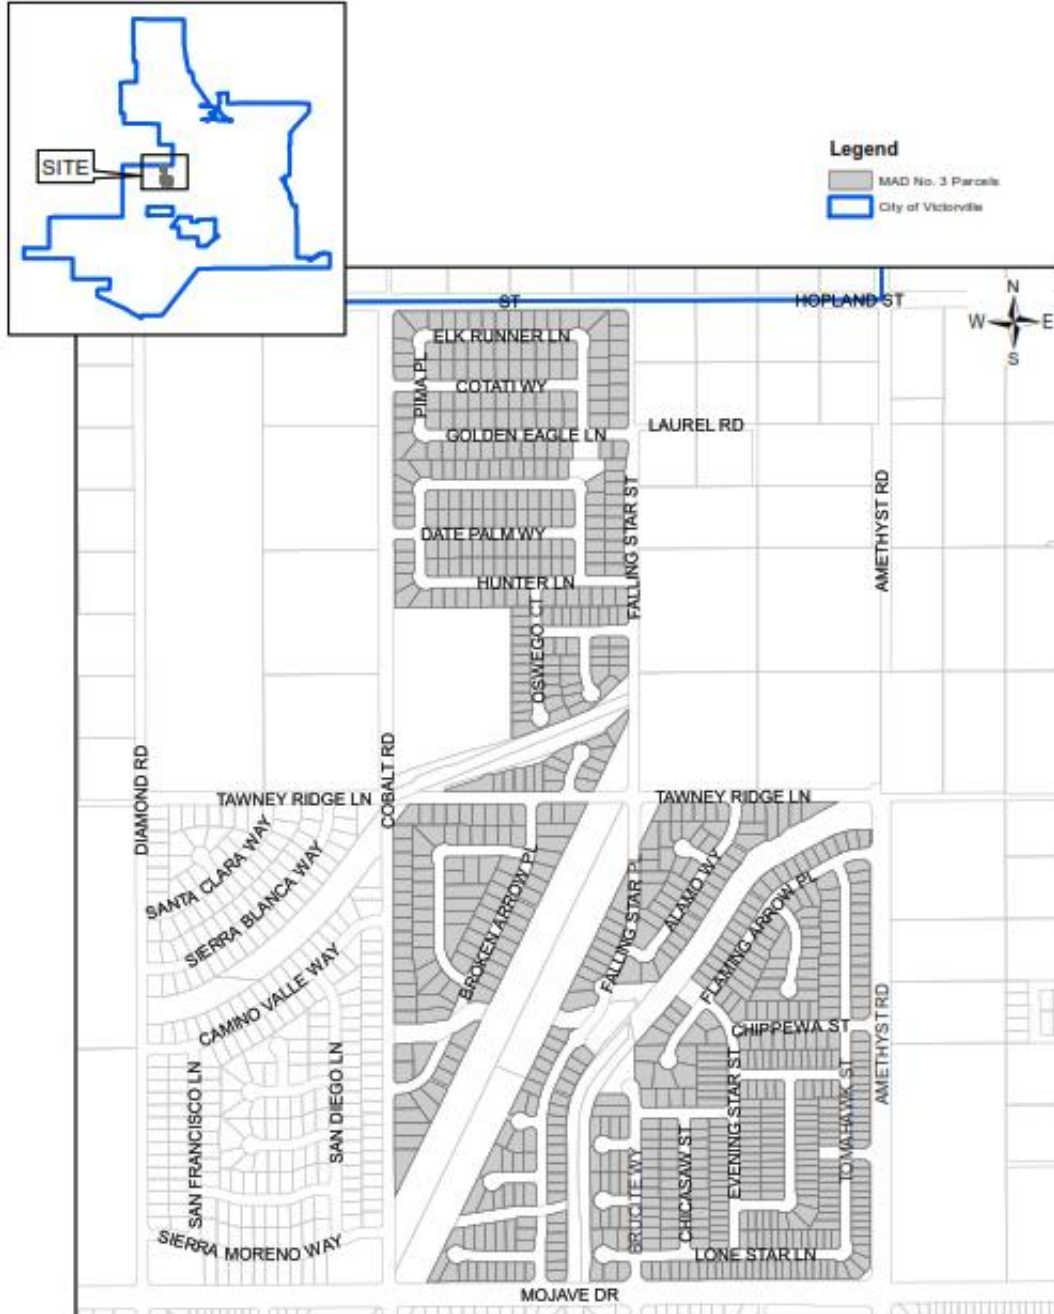 SITE
Legend
MAD No. 3 Parcels
City of Victorville
N
W E
S
ST
HOPLAND ST
ELK RUNNER LN
PIMA PL
COTATI WY
GOLDEN EAGLE LN
LAUREL RD
FALLING STAR ST
AMETHYST RD
DATE PALM WY
HUNTER LN
OSWEGO CT
DIAMOND RD
COBALT RD
TAWNEY RIDGE LN
TAWNEY RIDGE LN
SANTA CLARA WAY
SIERRA BLANCA WAY
CAMINO VALLE WAY
BROKEN ARROW PL
FALLING STAR PL
ALAMO WY
FLAMING ARROW PL
CHIPPEWA ST
AMETHYST RD
SAN FRANCISCO LN
SAN DIEGO LN
BRUCITE WY
CHICASAW ST
EVENING STAR ST
TOMAHAWK ST
SIERRA MORENO WAY
LONE STAR LN
MOJAVE DR